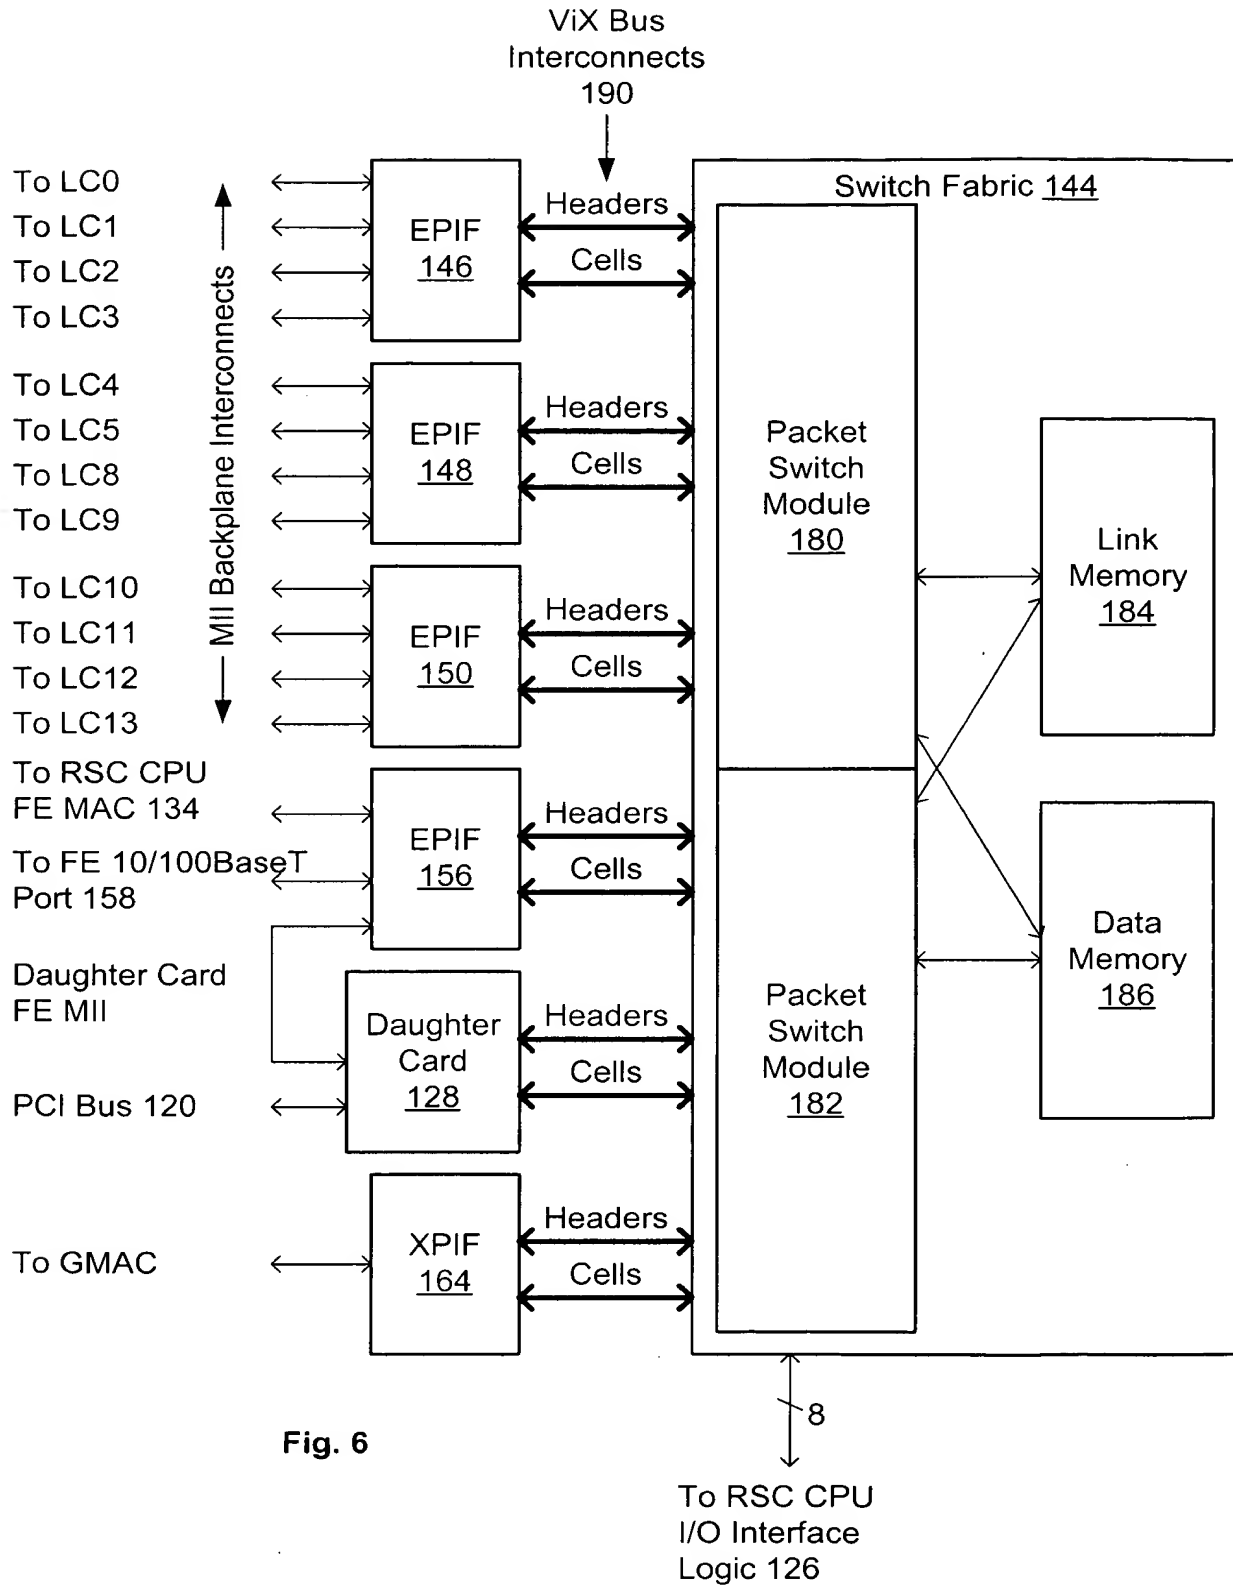 ViX Bus
Interconnects
190
To LC0
To LC1
To LC2
To LC3
To LC4
To LC5
To LC8
To LC9
To LC10
To LC11
To LC12
To LC13
MII Backplane Interconnects
To RSC CPU
FE MAC 134
To FE 10/100BaseT
Port 158
Daughter Card
FE MII
PCI Bus 120
To GMAC
EPIF
146
Headers
Cells
EPIF
148
Headers
Cells
EPIF
150
Headers
Cells
EPIF
156
Headers
Cells
Daughter
Card
128
Headers
Cells
XPIF
164
Headers
Cells
Switch Fabric 144
Packet
Switch
Module
180
Packet
Switch
Module
182
Link
Memory
184
Data
Memory
186
8
To RSC CPU
I/O Interface
Logic 126
Fig. 6